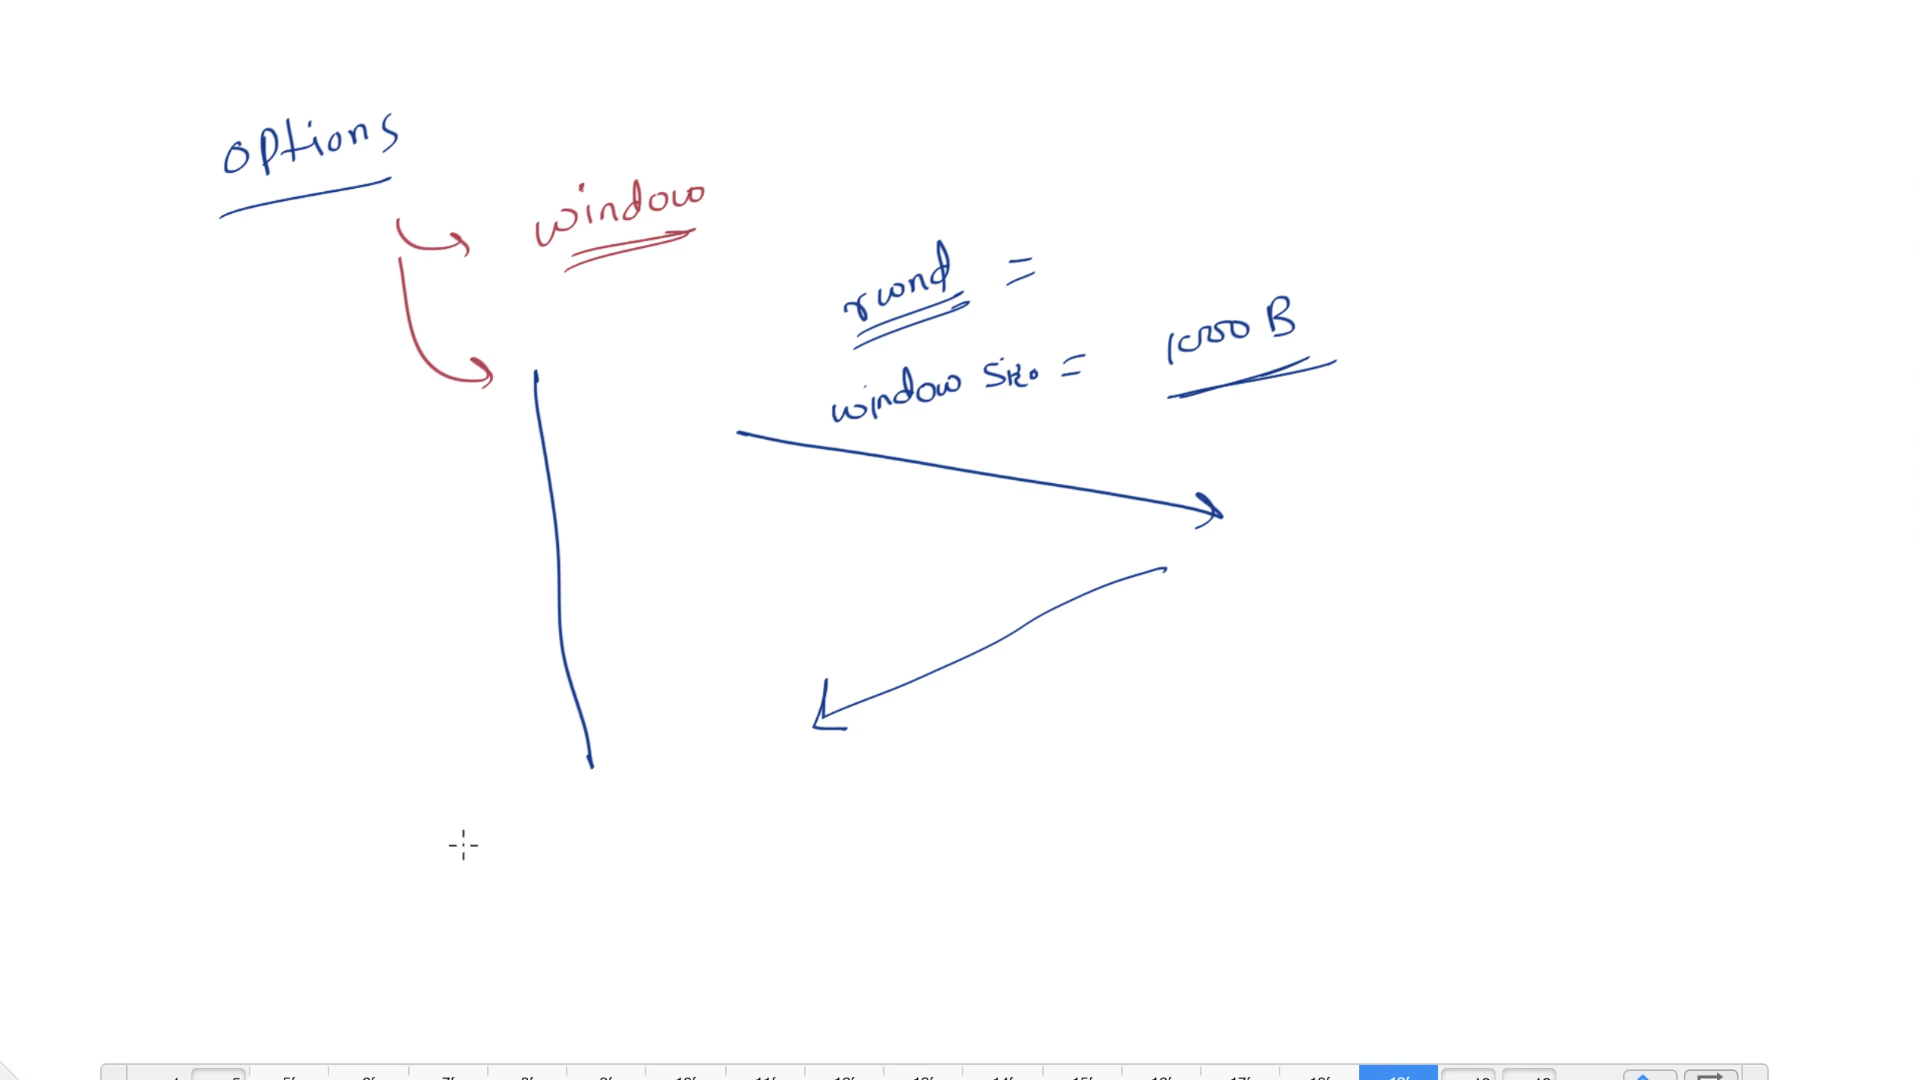 options
window
rwnd =
window size = 1000 B